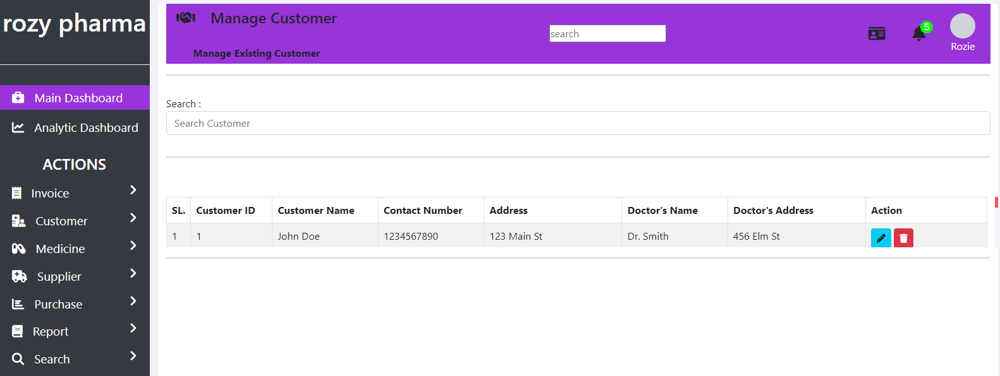 rozy pharma
Main Dashboard
Analytic Dashboard
ACTIONS
Invoice
Customer
Medicine
Supplier
Purchase
Report
Search
Manage Customer
search
5
Rozie
Manage Existing Customer
Search :
Search Customer
SL. Customer ID Customer Name Contact Number Address Doctor's Name Doctor's Address Action
1 1 John Doe 1234567890 123 Main St Dr. Smith 456 Elm St